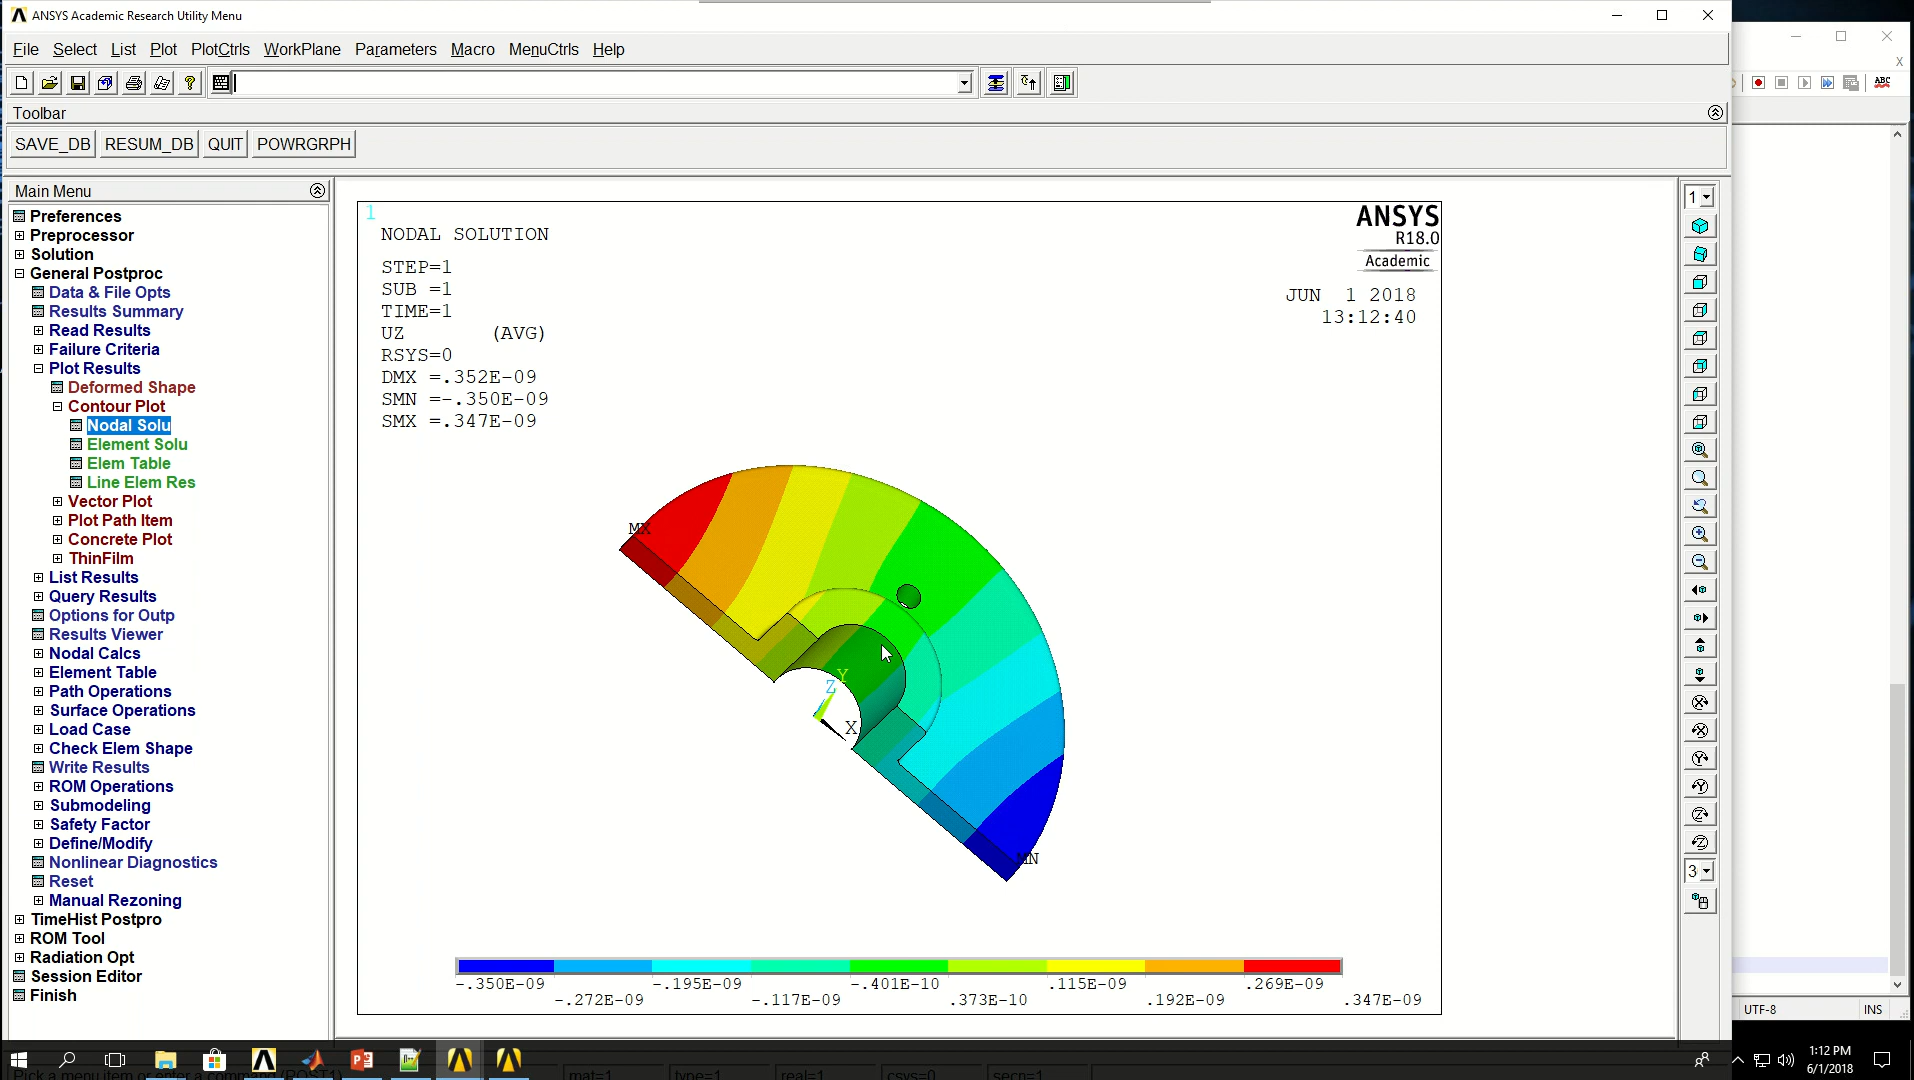 ANSYS Academic Research Utility Menu
File Select List Plot PlotCtrls WorkPlane Parameters Macro MenuCtrls Help
ABC
Toolbar
SAVE_DB RESUM_DB QUIT POWRGRPH
Main Menu
Preferences
Preprocessor
Solution
General Postproc
Data & File Opts
Results Summary
Read Results
Failure Criteria
Plot Results
Deformed Shape
Contour Plot
Nodal Solu
Element Solu
Elem Table
Line Elem Res
Vector Plot
Plot Path Item
Concrete Plot
ThinFilm
List Results
Query Results
Options for Outp
Results Viewer
Nodal Calcs
Element Table
Path Operations
Surface Operations
Load Case
Check Elem Shape
Write Results
ROM Operations
Submodeling
Safety Factor
Define/Modify
Nonlinear Diagnostics
Reset
Manual Rezoning
TimeHist Postpro
ROM Tool
Radiation Opt
Session Editor
Finish
1
NODAL SOLUTION
STEP=1
SUB =1
TIME=1
UZ (AVG)
RSYS=0
DMX =.352E-09
SMN =-.350E-09
SMX =.347E-09
ANSYS
R18.0
Academic
JUN 1 2018
13:12:40
MX
Y
Z
X
MN
-.350E-09 -.195E-09 -.401E-10 .115E-09 .269E-09
-.272E-09 -.117E-09 .373E-10 .192E-09 .347E-09
1
3
UTF-8 INS
Pick a menu item or enter a command (POST1) mat=1 type=1 real=1 csys=0 secn=1
1:12 PM
6/1/2018